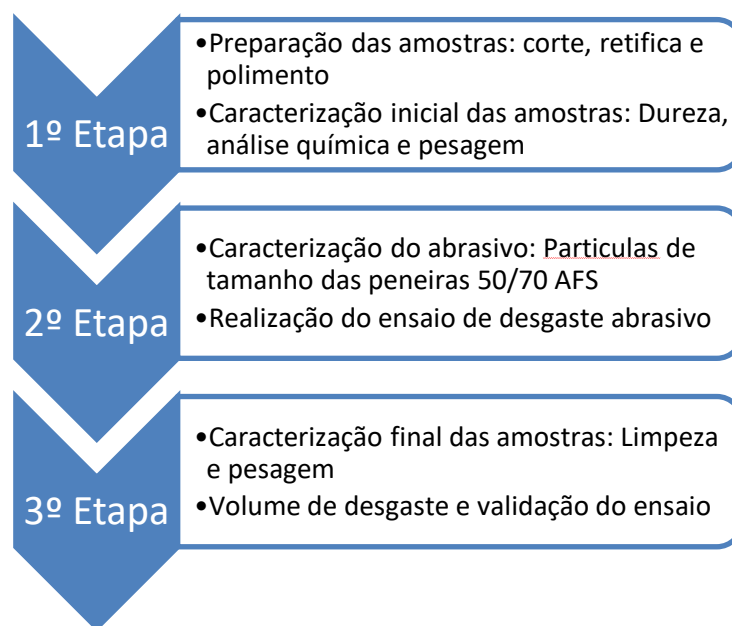 1º Etapa
•Preparação das amostras: corte, retifica e
polimento
•Caracterização inicial das amostras: Dureza,
análise química e pesagem
2º Etapa
•Caracterização do abrasivo: Particulas de
tamanho das peneiras 50/70 AFS
•Realização do ensaio de desgaste abrasivo
3º Etapa
•Caracterização final das amostras: Limpeza
e pesagem
•Volume de desgaste e validação do ensaio